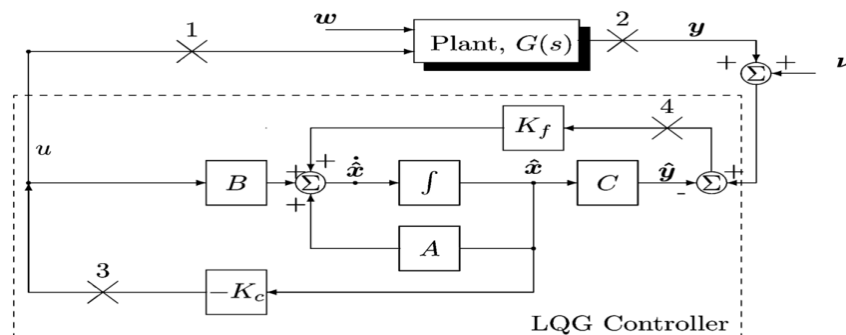 w
1
Plant, G(s)
2
y
+
+
Σ
ν
4
K_f
u
+
+
B
Σ
ẋ̂
∫
x̂
C
ŷ
Σ
+
-
+
A
3
−K_c
LQG Controller